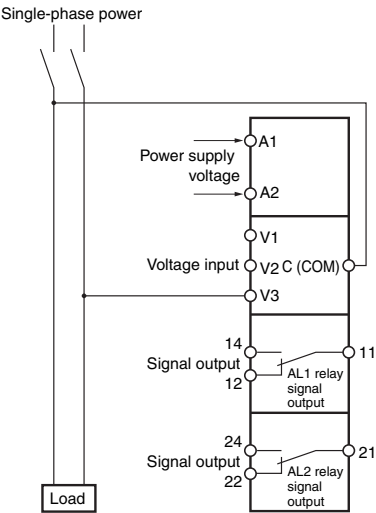 Single-phase power
A1
Power supply
voltage
A2
V1
Voltage input V2 C (COM)
V3
14
11
Signal output
12
AL1 relay
signal
output
24
21
Signal output
22
AL2 relay
signal
output
Load